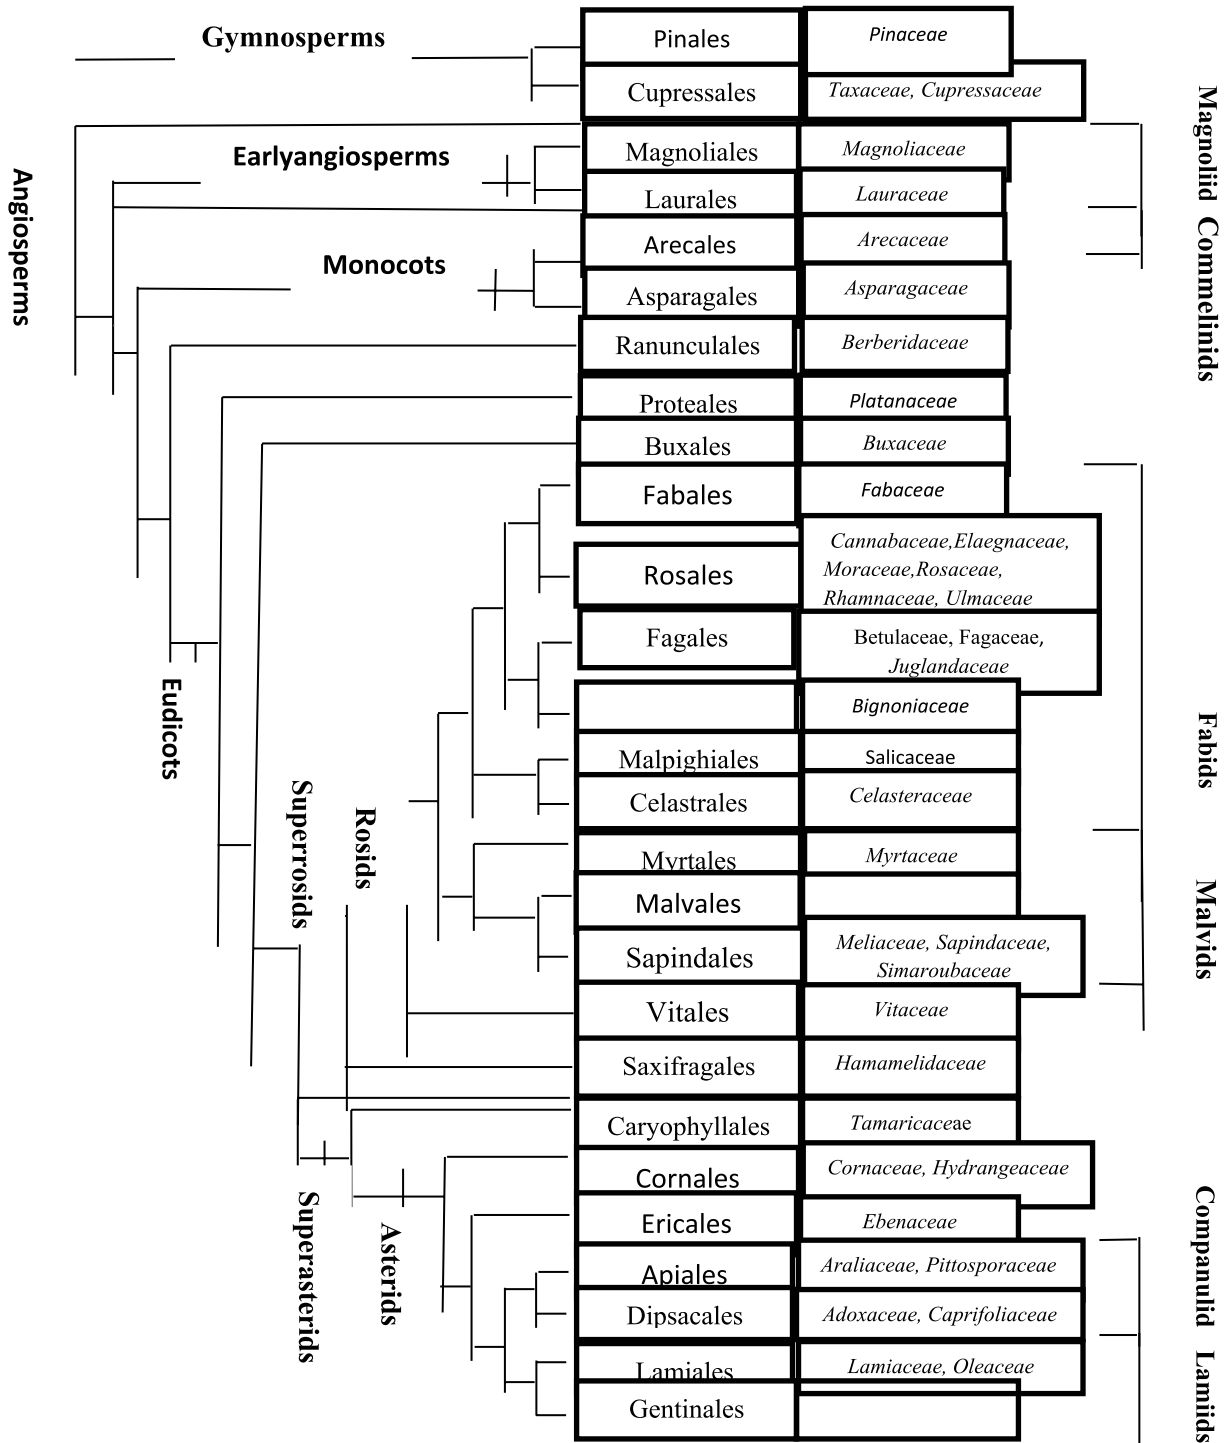 Gymnosperms
Pinales
Pinaceae
Cupressales
Taxaceae, Cupressaceae
Angiosperms
Earlyangiosperms
Magnoliales
Magnoliaceae
Laurales
Lauraceae
Magnoliid
Monocots
Arecales
Arecaceae
Asparagales
Asparagaceae
Commelinids
Ranunculales
Berberidaceae
Proteales
Platanaceae
Buxales
Buxaceae
Fabales
Fabaceae
Rosales
Cannabaceae,Elaegnaceae,
Moraceae,Rosaceae,
Rhamnaceae, Ulmaceae
Fagales
Betulaceae, Fagaceae,
Juglandaceae
Bignoniaceae
Eudicots
Malpighiales
Salicaceae
Celastrales
Celasteraceae
Fabids
Superrosids
Rosids
Myrtales
Myrtaceae
Malvales
Sapindales
Meliaceae, Sapindaceae,
Simaroubaceae
Malvids
Vitales
Vitaceae
Saxifragales
Hamamelidaceae
Caryophyllales
Tamaricaceae
Cornales
Cornaceae, Hydrangeaceae
Ericales
Ebenaceae
Superasterids
Asterids
Apiales
Araliaceae, Pittosporaceae
Dipsacales
Adoxaceae, Caprifoliaceae
Companulid
Lamiales
Lamiaceae, Oleaceae
Gentinales
Lamiids